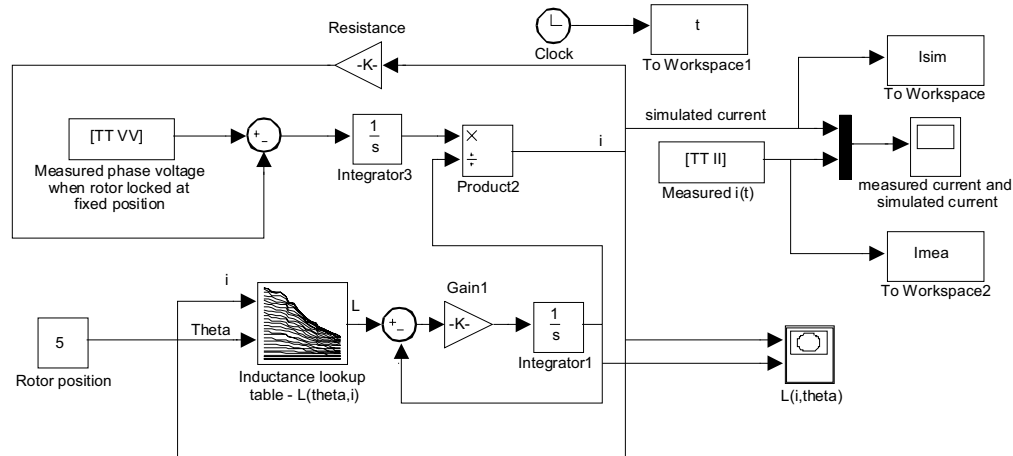 Resistance
-K-
Clock
t
To Workspace1
Isim
To Workspace
[TT VV]
Measured phase voltage
when rotor locked at
fixed position
+
−
1
s
Integrator3
×
÷
Product2
i
simulated current
[TT II]
Measured i(t)
measured current and
simulated current
Imea
To Workspace2
i
Theta
5
Rotor position
Inductance lookup
table - L(theta,i)
L
+
−
Gain1
-K-
1
s
Integrator1
L(i,theta)